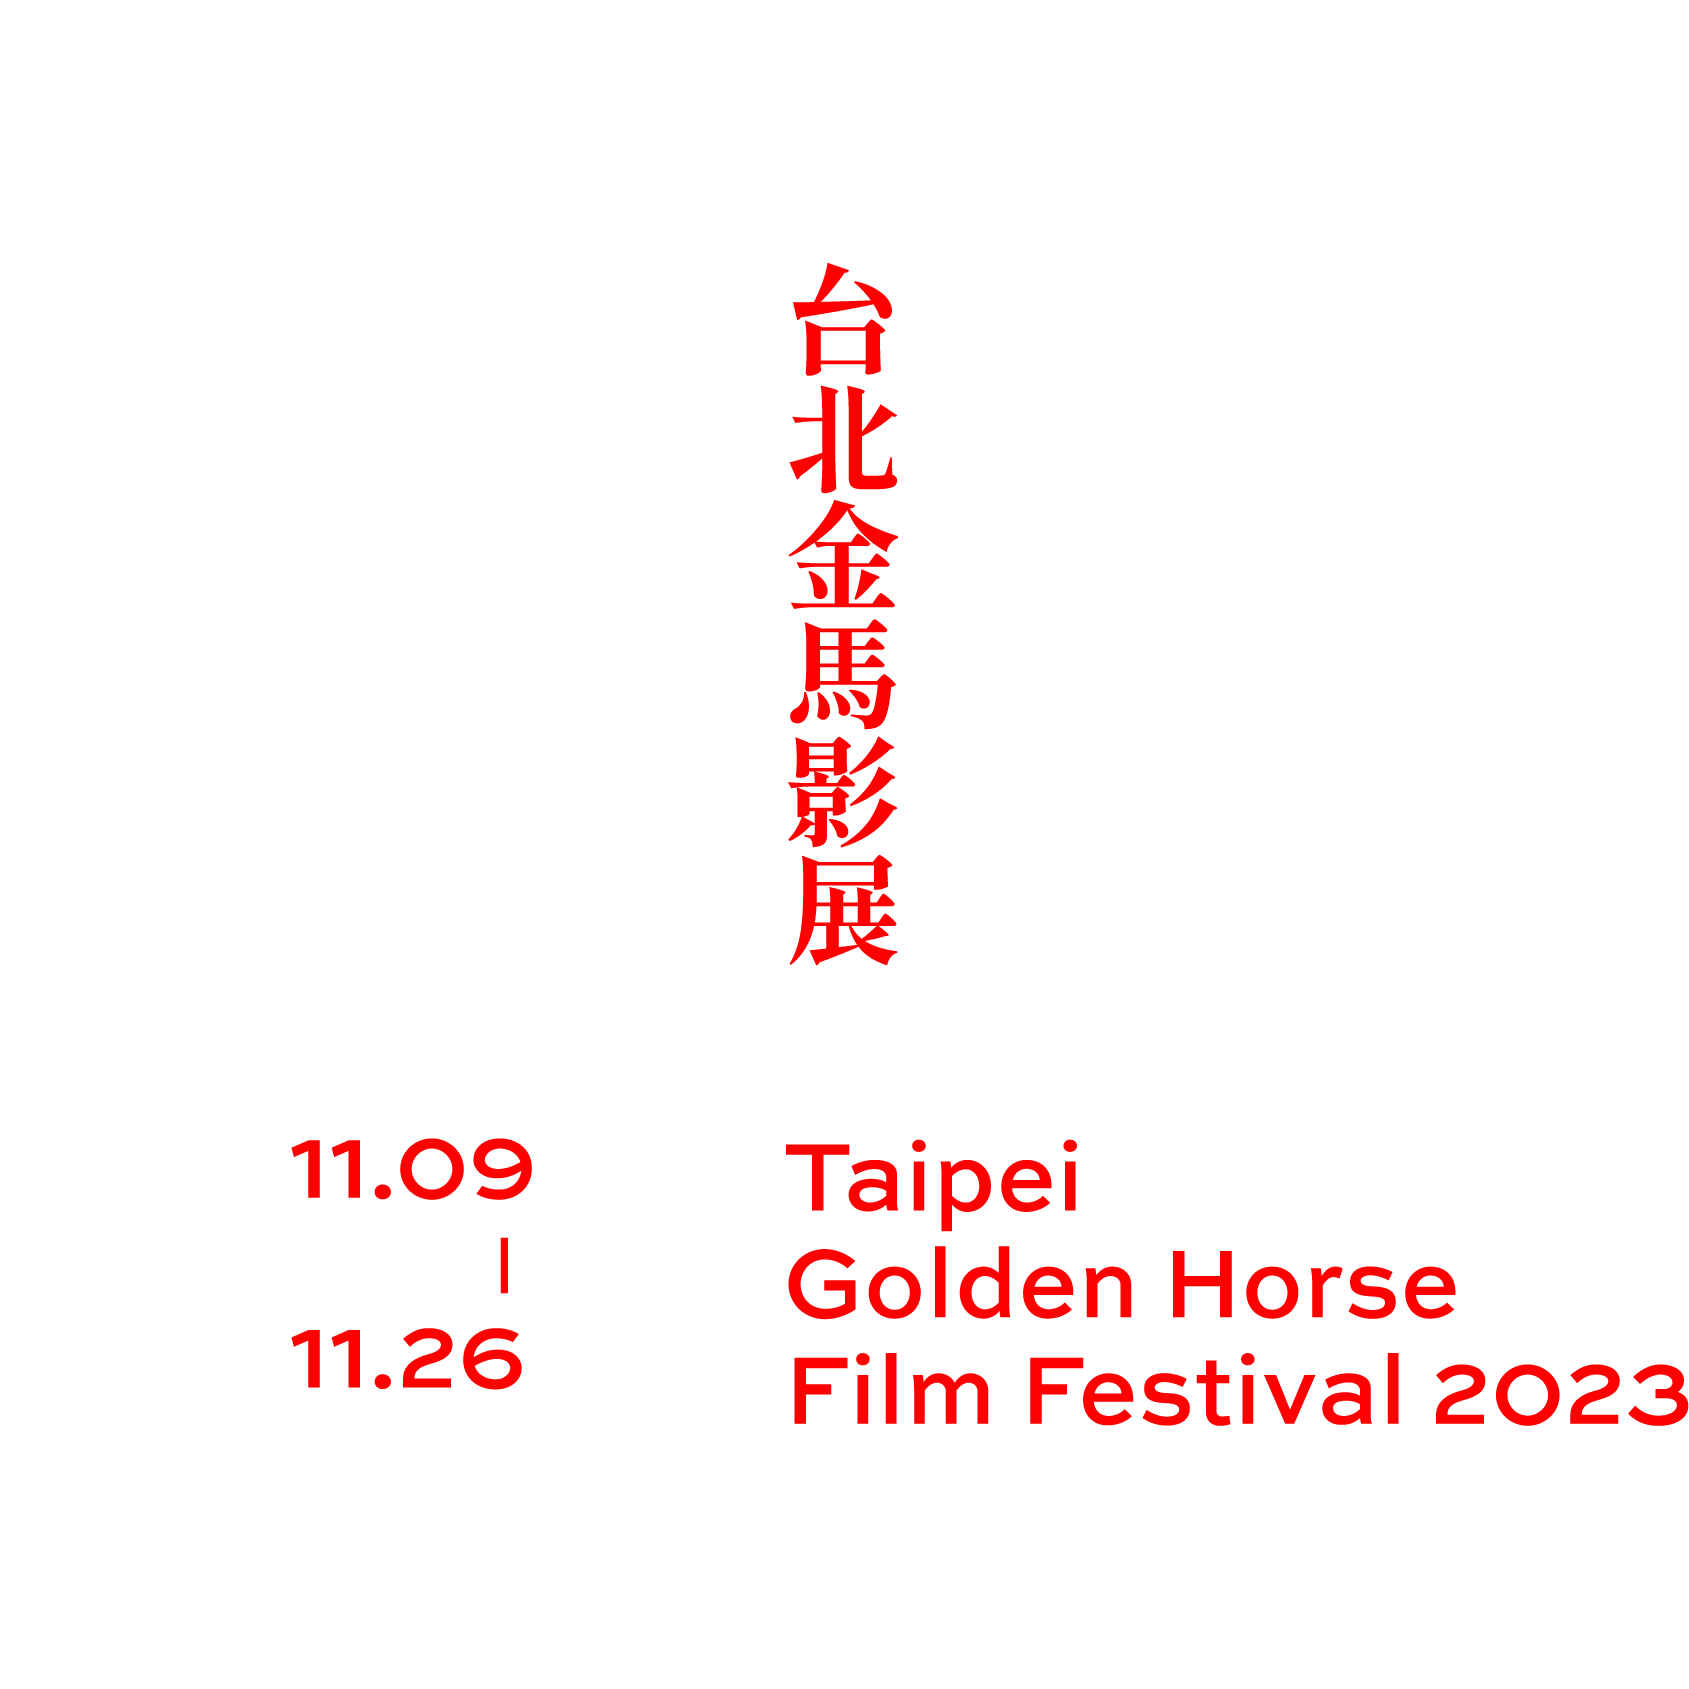 台北金馬影展
11.09
|
11.26
Taipei
Golden Horse
Film Festival 2023